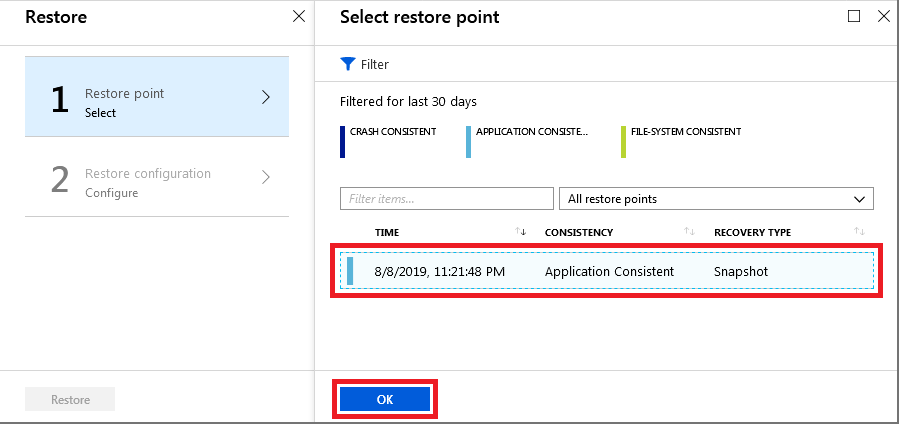 Restore
1
Restore point
Select
2
Restore configuration
Configure
Restore
Select restore point
Filter
Filtered for last 30 days
CRASH CONSISTENT
APPLICATION CONSISTE...
FILE-SYSTEM CONSISTENT
Filter items...
All restore points
TIME CONSISTENCY RECOVERY TYPE
8/8/2019, 11:21:48 PM Application Consistent Snapshot
OK